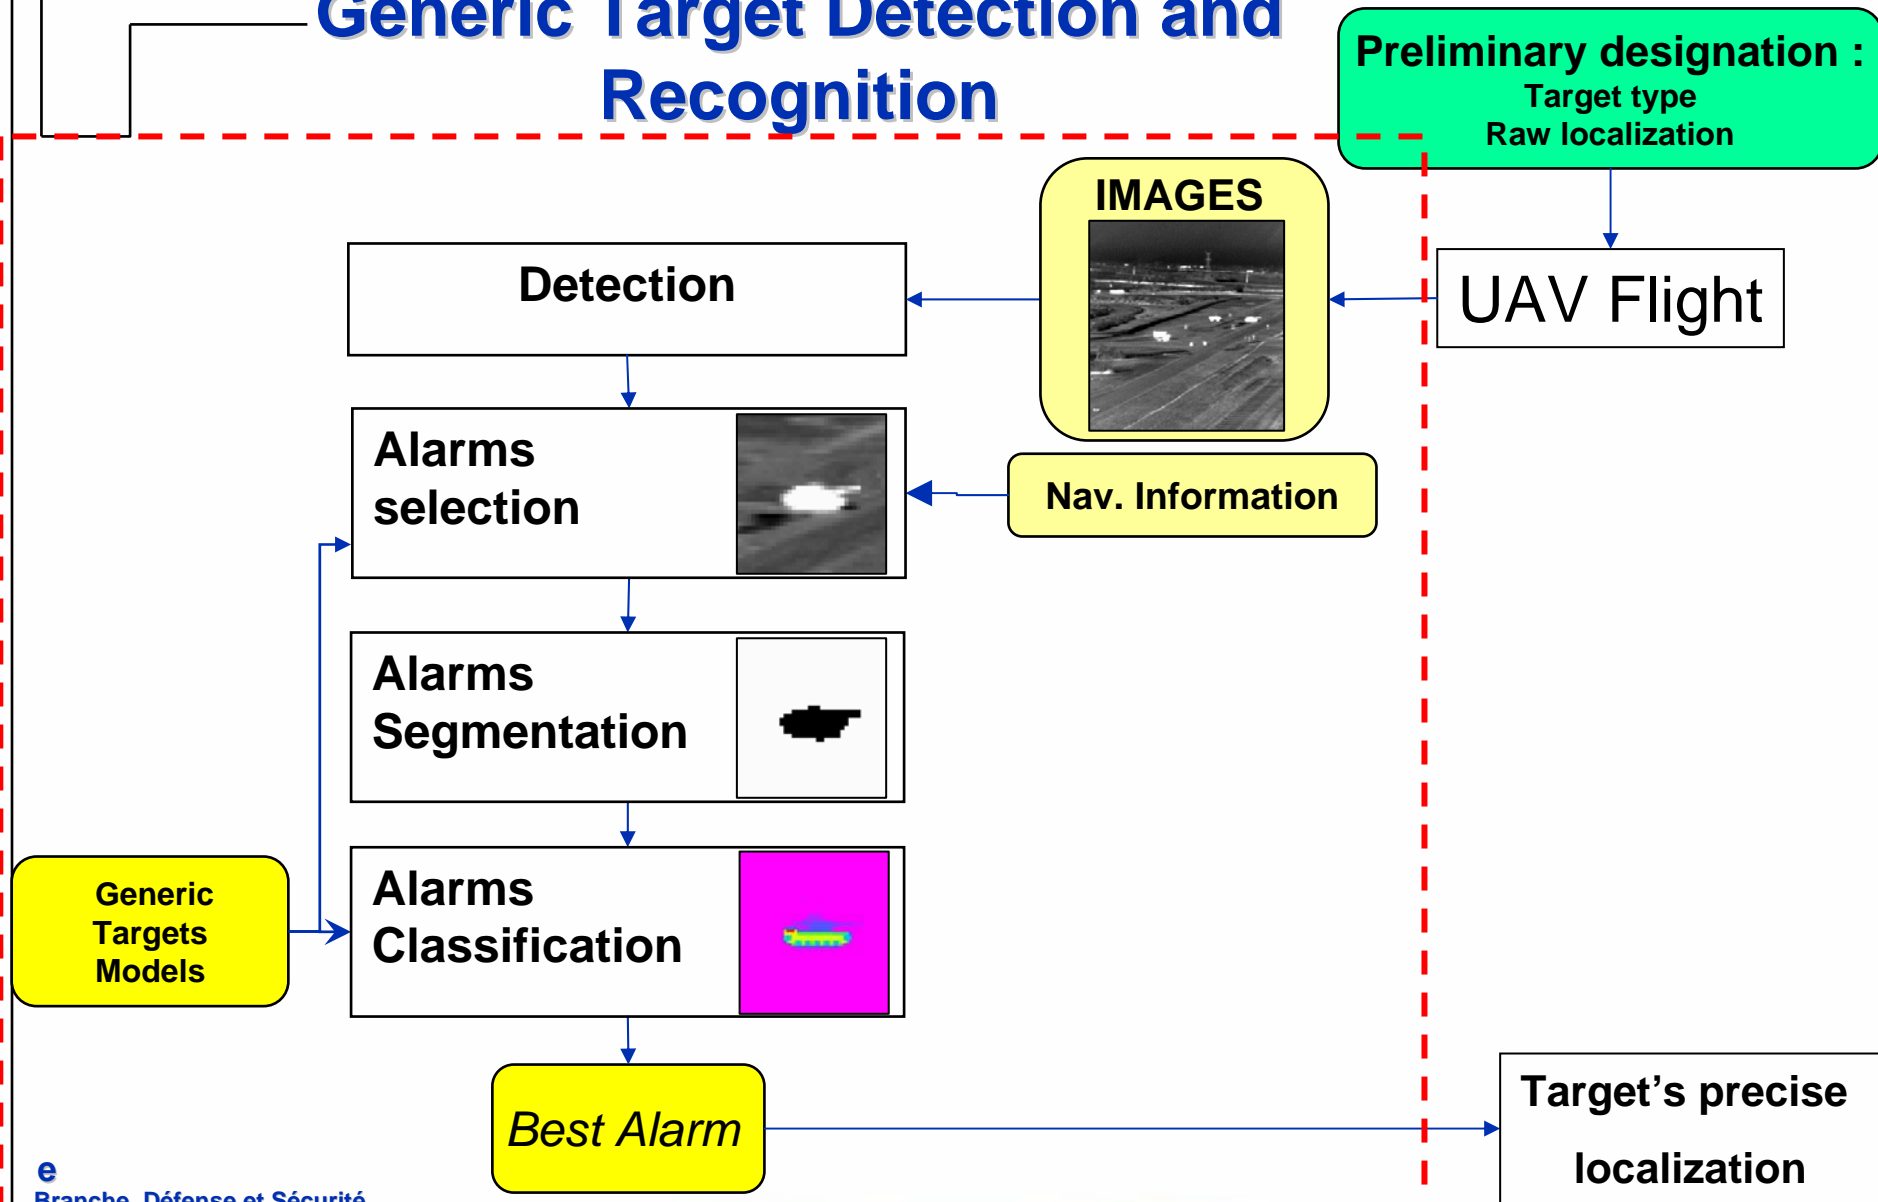 Generic Target Detection and
Recognition
Preliminary designation :
Target type
Raw localization
IMAGES
Detection
UAV Flight
Alarms
selection
Nav. Information
Alarms
Segmentation
Generic
Targets
Models
Alarms
Classification
Best Alarm
Target's precise
localization
e
Branche Défense et Sécurité